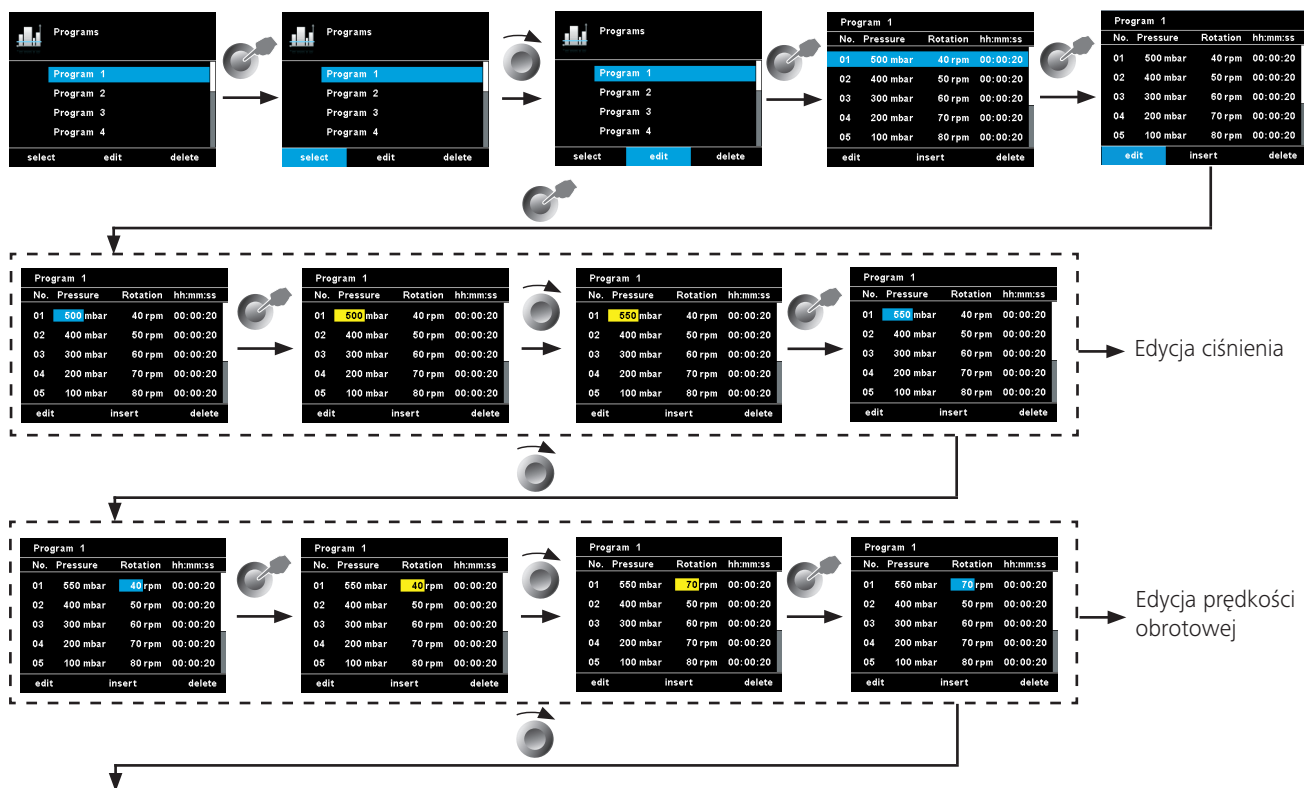 Programs
Program 1
Program 2
Program 3
Program 4
select edit delete
Programs
Program 1
Program 2
Program 3
Program 4
select edit delete
Programs
Program 1
Program 2
Program 3
Program 4
select edit delete
Program 1
No. Pressure Rotation hh:mm:ss
01 500 mbar 40 rpm 00:00:20
02 400 mbar 50 rpm 00:00:20
03 300 mbar 60 rpm 00:00:20
04 200 mbar 70 rpm 00:00:20
05 100 mbar 80 rpm 00:00:20
edit insert delete
Program 1
No. Pressure Rotation hh:mm:ss
01 500 mbar 40 rpm 00:00:20
02 400 mbar 50 rpm 00:00:20
03 300 mbar 60 rpm 00:00:20
04 200 mbar 70 rpm 00:00:20
05 100 mbar 80 rpm 00:00:20
edit insert delete
Program 1
No. Pressure Rotation hh:mm:ss
01 500 mbar 40 rpm 00:00:20
02 400 mbar 50 rpm 00:00:20
03 300 mbar 60 rpm 00:00:20
04 200 mbar 70 rpm 00:00:20
05 100 mbar 80 rpm 00:00:20
edit insert delete
Program 1
No. Pressure Rotation hh:mm:ss
01 500 mbar 40 rpm 00:00:20
02 400 mbar 50 rpm 00:00:20
03 300 mbar 60 rpm 00:00:20
04 200 mbar 70 rpm 00:00:20
05 100 mbar 80 rpm 00:00:20
edit insert delete
Program 1
No. Pressure Rotation hh:mm:ss
01 550 mbar 40 rpm 00:00:20
02 400 mbar 50 rpm 00:00:20
03 300 mbar 60 rpm 00:00:20
04 200 mbar 70 rpm 00:00:20
05 100 mbar 80 rpm 00:00:20
edit insert delete
Program 1
No. Pressure Rotation hh:mm:ss
01 550 mbar 40 rpm 00:00:20
02 400 mbar 50 rpm 00:00:20
03 300 mbar 60 rpm 00:00:20
04 200 mbar 70 rpm 00:00:20
05 100 mbar 80 rpm 00:00:20
edit insert delete
Edycja ciśnienia
Program 1
No. Pressure Rotation hh:mm:ss
01 550 mbar 40 rpm 00:00:20
02 400 mbar 50 rpm 00:00:20
03 300 mbar 60 rpm 00:00:20
04 200 mbar 70 rpm 00:00:20
05 100 mbar 80 rpm 00:00:20
edit insert delete
Program 1
No. Pressure Rotation hh:mm:ss
01 550 mbar 40 rpm 00:00:20
02 400 mbar 50 rpm 00:00:20
03 300 mbar 60 rpm 00:00:20
04 200 mbar 70 rpm 00:00:20
05 100 mbar 80 rpm 00:00:20
edit insert delete
Program 1
No. Pressure Rotation hh:mm:ss
01 550 mbar 70 rpm 00:00:20
02 400 mbar 50 rpm 00:00:20
03 300 mbar 60 rpm 00:00:20
04 200 mbar 70 rpm 00:00:20
05 100 mbar 80 rpm 00:00:20
edit insert delete
Program 1
No. Pressure Rotation hh:mm:ss
01 550 mbar 70 rpm 00:00:20
02 400 mbar 50 rpm 00:00:20
03 300 mbar 60 rpm 00:00:20
04 200 mbar 70 rpm 00:00:20
05 100 mbar 80 rpm 00:00:20
edit insert delete
Edycja prędkości
obrotowej